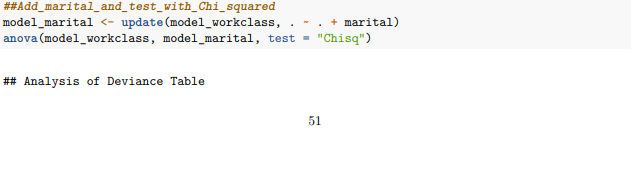 ##Add_marital_and_test_with_Chi_squared
model_marital <- update(model_workclass, . - . + marital)
anova(model_workclass, model_marital, test = "Chisq")
## Analysis of Deviance Table
51